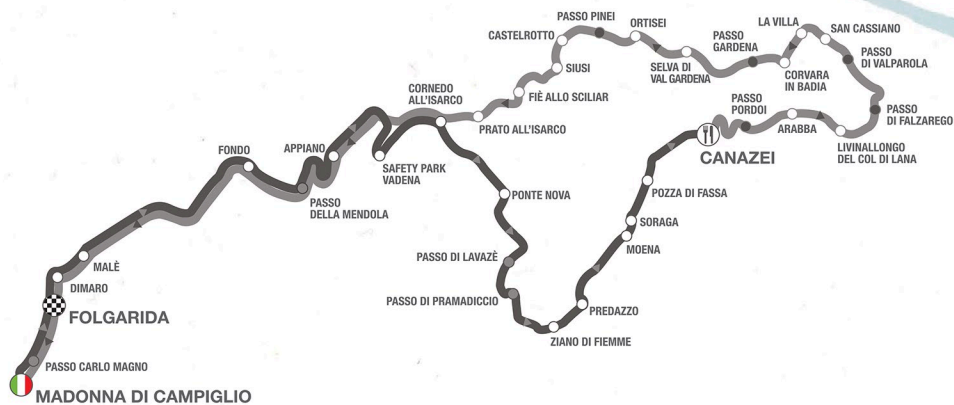 PASSO PINEI
ORTISEI
CASTELROTTO
LA VILLA
SAN CASSIANO
PASSO
GARDENA
PASSO
DI VALPAROLA
SIUSI
SELVA DI
VAL GARDENA
CORVARA
IN BADIA
CORNEDO
ALL'ISARCO
FIÈ ALLO SCILIAR
PASSO
PORDOI
PASSO
DI FALZAREGO
PRATO ALL'ISARCO
ARABBA
LIVINALLONGO
DEL COL DI LANA
CANAZEI
FONDO
APPIANO
SAFETY PARK
VADENA
PASSO
DELLA MENDOLA
PONTE NOVA
POZZA DI FASSA
SORAGA
MOENA
PASSO DI LAVAZÈ
MALÈ
DIMARO
PASSO DI PRAMADICCIO
PREDAZZO
FOLGARIDA
ZIANO DI FIEMME
PASSO CARLO MAGNO
MADONNA DI CAMPIGLIO